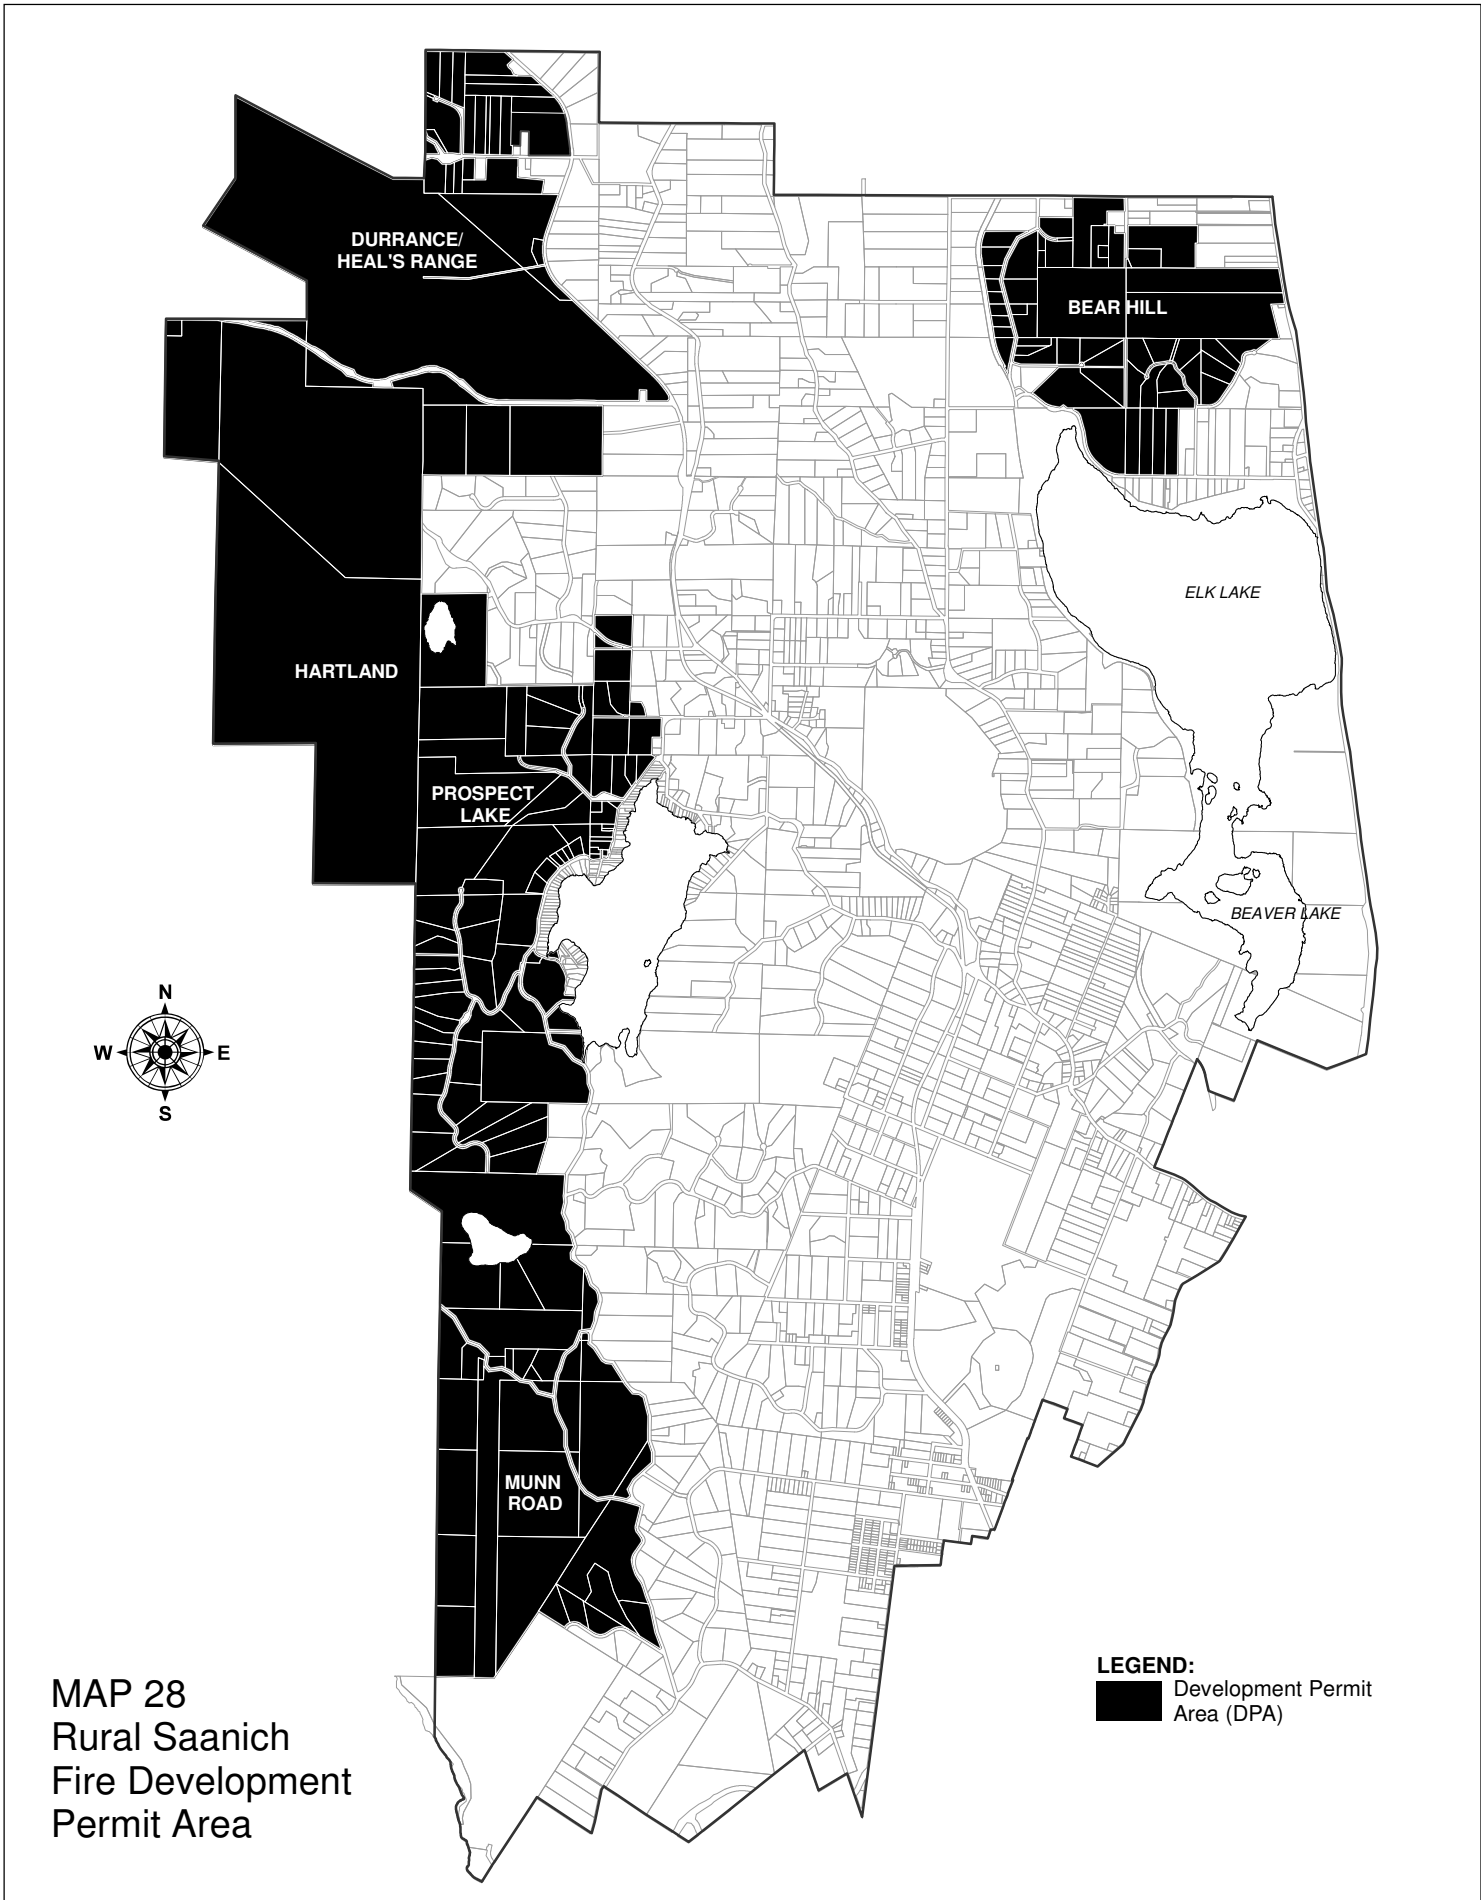 DURRANCE/
HEAL'S RANGE
BEAR HILL
ELK LAKE
HARTLAND
PROSPECT
LAKE
BEAVER LAKE
N
W
E
S
MUNN
ROAD
MAP 28
Rural Saanich
Fire Development
Permit Area
LEGEND:
Development Permit
Area (DPA)